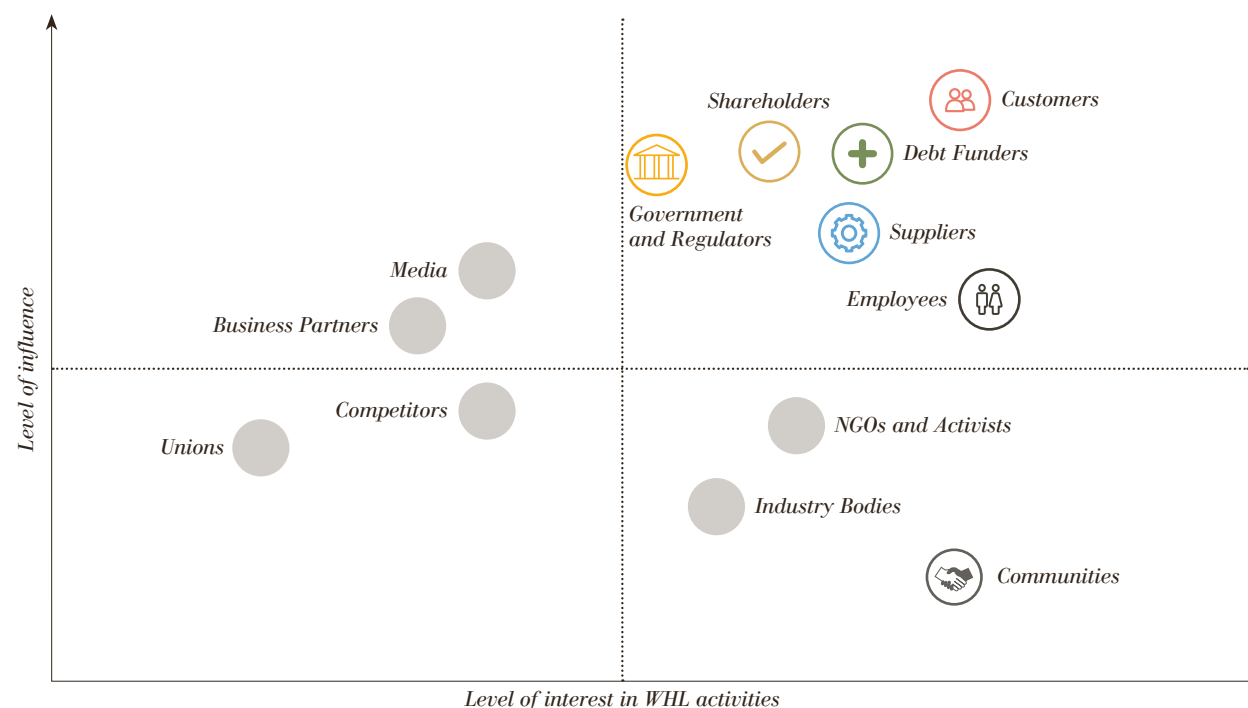 Customers
Shareholders
Debt Funders
Government
and Regulators
Suppliers
Media
Employees
Business Partners
Level of influence
Competitors
NGOs and Activists
Unions
Industry Bodies
Communities
Level of interest in WHL activities